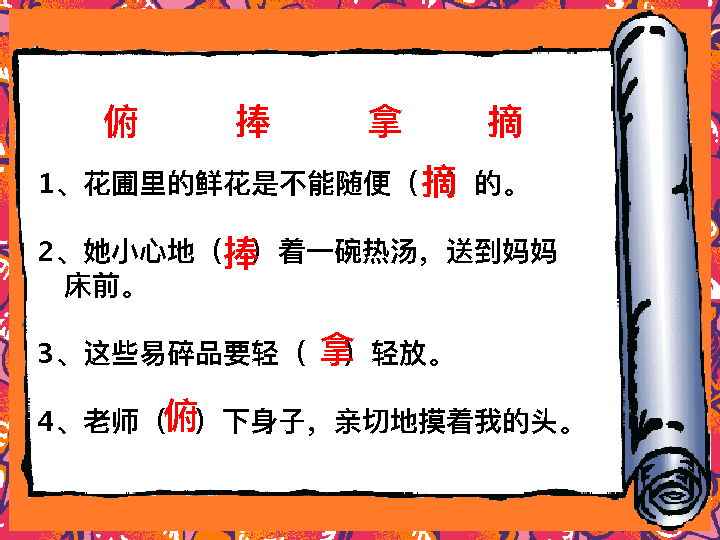 俯 捧 拿 摘
1、花圃里的鲜花是不能随便（摘）的。
2、她小心地（捧）着一碗热汤，送到妈妈
床前。
3、这些易碎品要轻（拿）轻放。
4、老师（俯）下身子，亲切地摸着我的头。